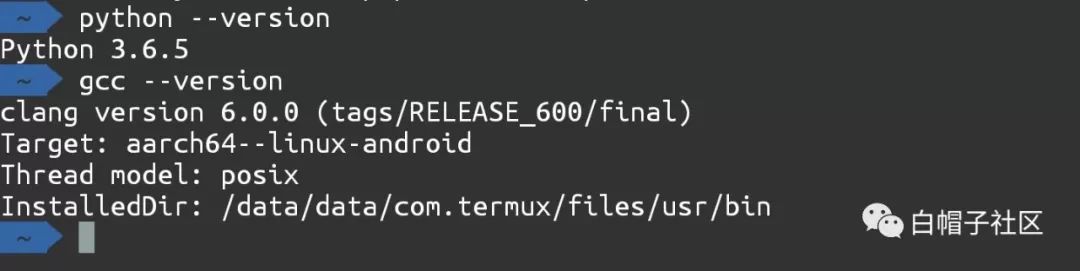 ~ python --version
Python 3.6.5
~ gcc --version
clang version 6.0.0 (tags/RELEASE_600/final)
Target: aarch64--linux-android
Thread model: posix
InstalledDir: /data/data/com.termux/files/usr/bin
~
白帽子社区